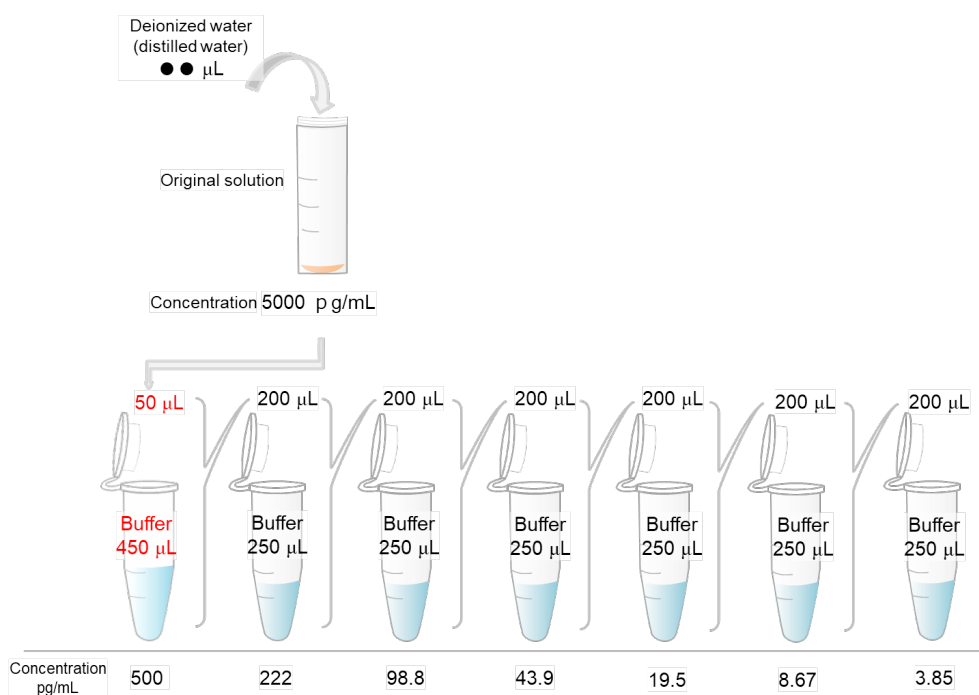 Deionized water
(distilled water)
●● μL
Original solution
Concentration 5000 p g/mL
50 μL 200 μL 200 μL 200 μL 200 μL 200 μL 200 μL
Buffer Buffer Buffer Buffer Buffer Buffer Buffer
450 μL 250 μL 250 μL 250 μL 250 μL 250 μL 250 μL
Concentration
pg/mL
500 222 98.8 43.9 19.5 8.67 3.85